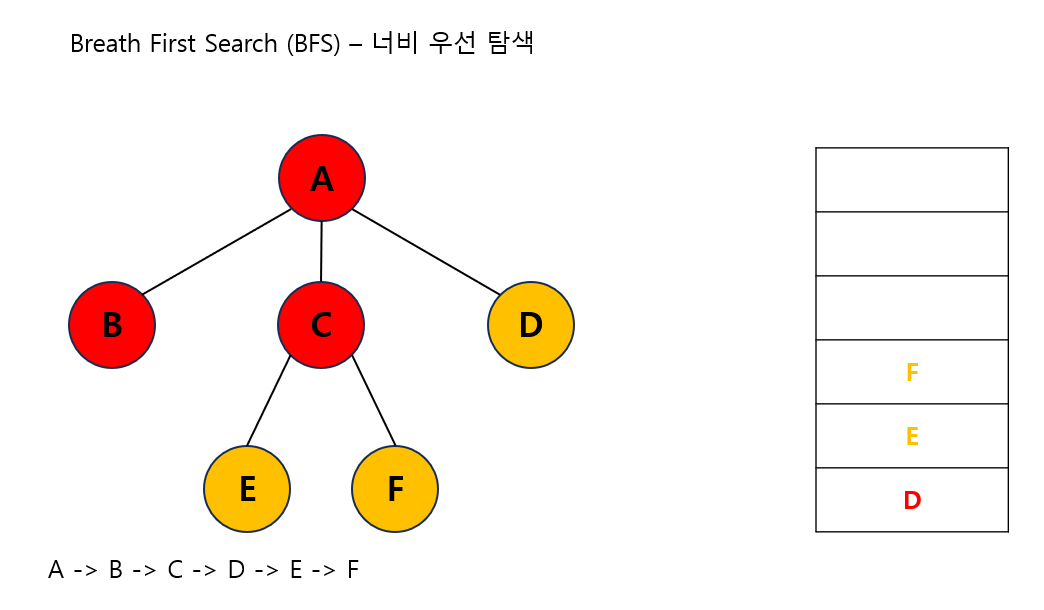 Breath First Search (BFS) – 너비 우선 탐색
A
B
C
D
E
F
F
E
D
A -> B -> C -> D -> E -> F